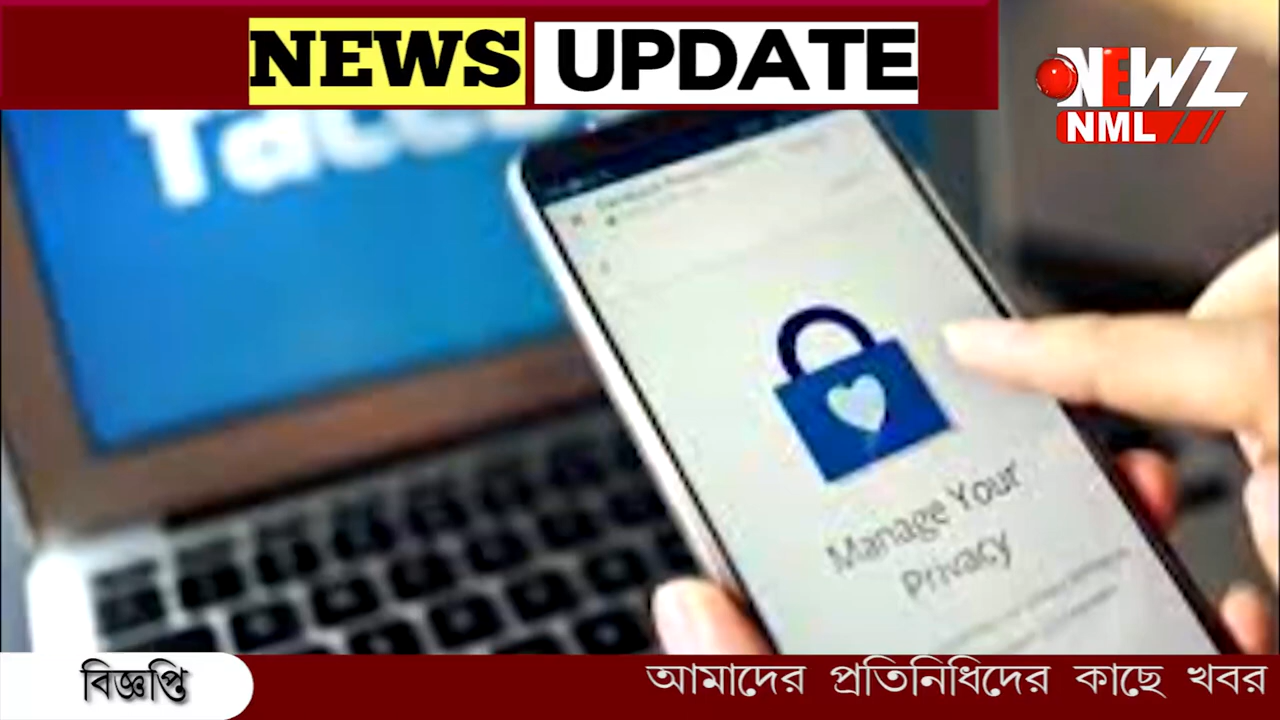 NEWS UPDATE
NEWZ
NML
Manage Your
Privacy
বিজ্ঞপ্তি
আমাদের প্রতিনিধিদের কাছে খবর